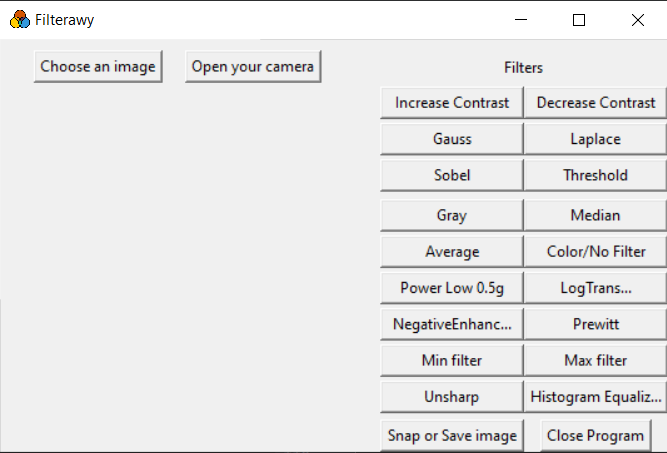 Filterawy
Choose an image Open your camera
Filters
Increase Contrast Decrease Contrast
Gauss Laplace
Sobel Threshold
Gray Median
Average Color/No Filter
Power Low 0.5g LogTrans...
NegativeEnhanc... Prewitt
Min filter Max filter
Unsharp Histogram Equaliz...
Snap or Save image Close Program